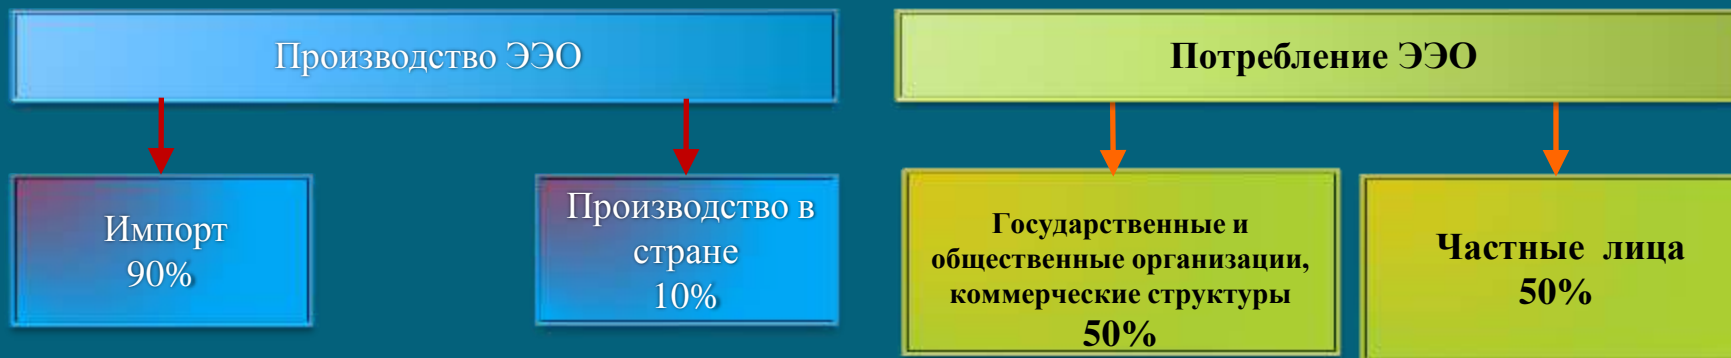 Производство ЭЭО
Импорт
90%
Производство в
стране
10%
Потребление ЭЭО
Государственные и
общественные организации,
коммерческие структуры
50%
Частные лица
50%